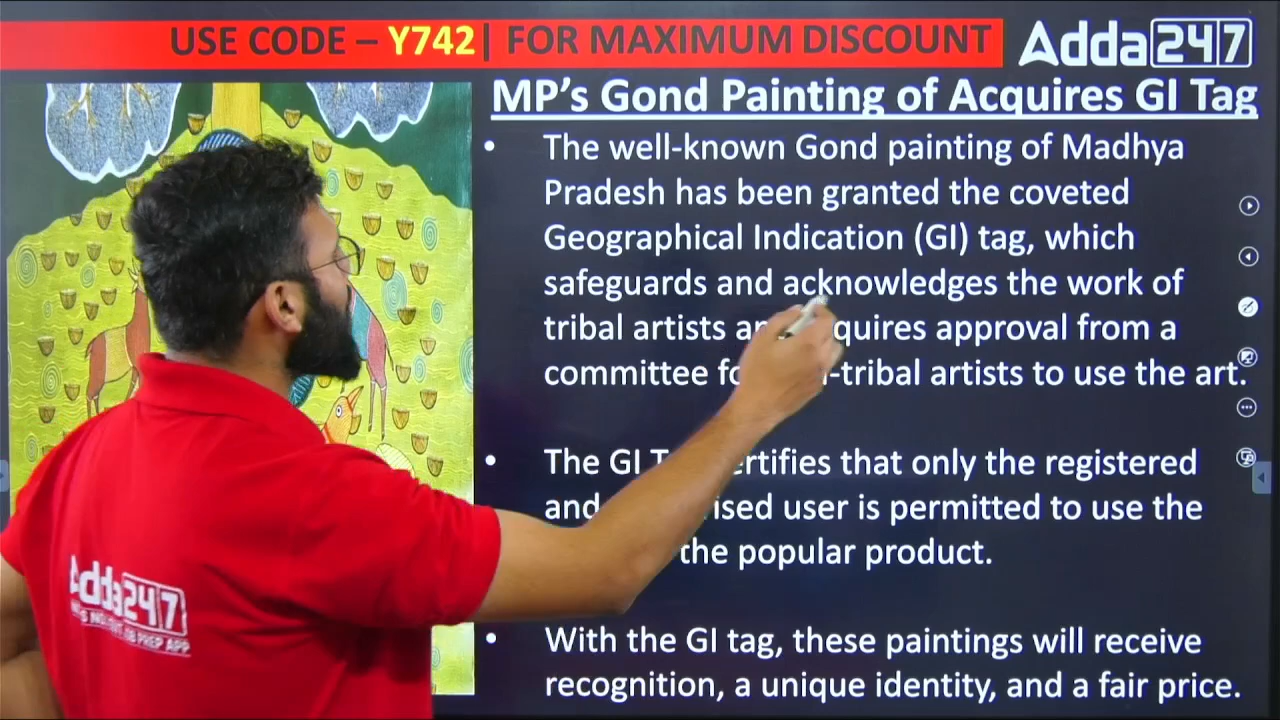 USE CODE – Y742| FOR MAXIMUM DISCOUNT
Adda247
MP's Gond Painting of Acquires GI Tag
• The well-known Gond painting of Madhya
Pradesh has been granted the coveted
Geographical Indication (GI) tag, which
safeguards and acknowledges the work of
tribal artists quires approval from a
committee -tribal artists to use the art.
• The GI ertifies that only the registered
and ised user is permitted to use the
the popular product.
• With the GI tag, these paintings will receive
recognition, a unique identity, and a fair price.
Adda247
PREP APP